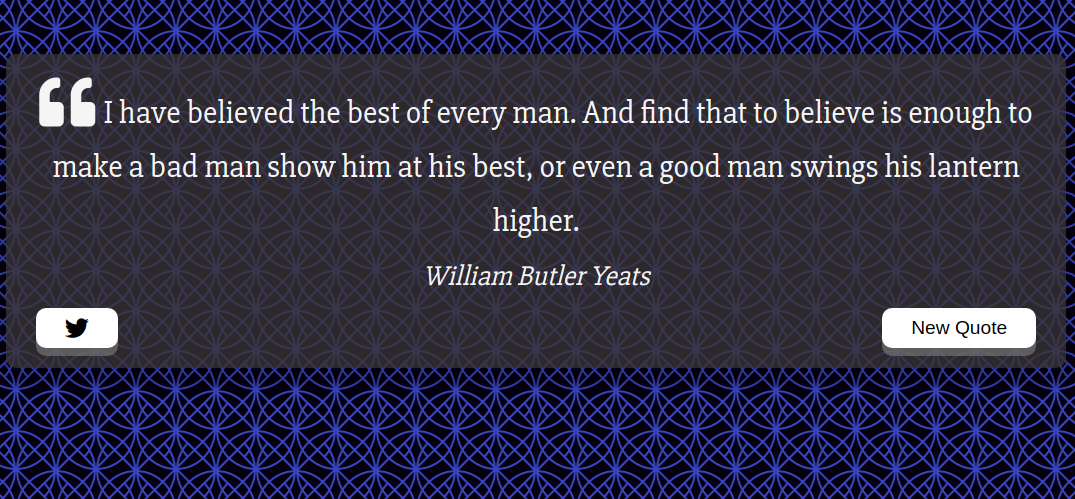 I have believed the best of every man. And find that to believe is enough to
make a bad man show him at his best, or even a good man swings his lantern
higher.
William Butler Yeats
New Quote